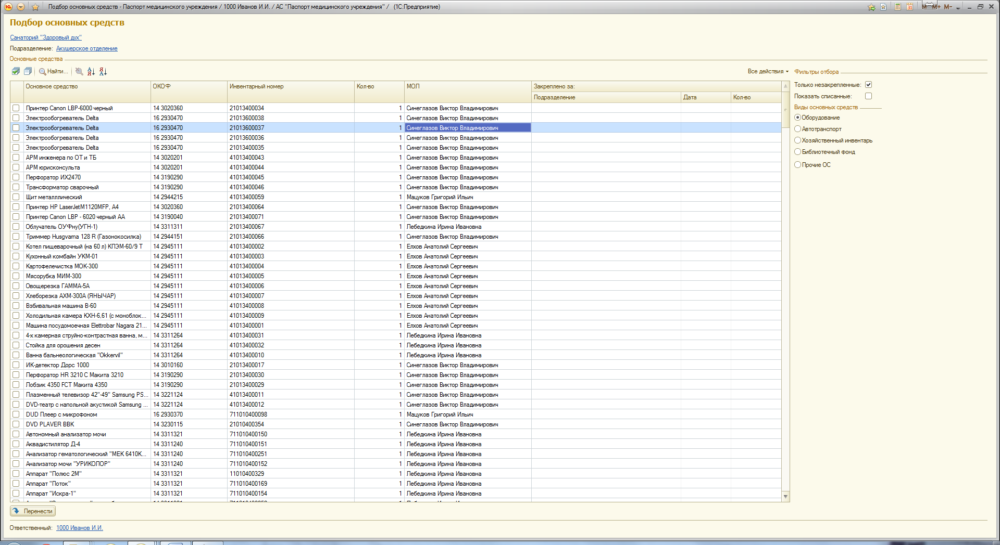 Подбор основных средств - Паспорт медицинского учреждения / 1000 Иванов И.И. / АС "Паспорт медицинского учреждения" / (1С:Предприятие)
M+ M-
Подбор основных средств
Санаторий "Здоровый дух"
Подразделение: Акушерское отделение
Основные средства
Найти... Все действия
Основное средство ОКОФ Инвентарный номер Кол-во МОЛ Закреплено за:
Подразделение Дата Кол-во
Принтер Canon LBP-6000 черный 14 3020360 21013400034 1 Синеглазов Виктор Владимирович
Электрообогреватель Delta 16 2930470 21013600038 1 Синеглазов Виктор Владимирович
Электрообогреватель Delta 16 2930470 21013600037 1 Синеглазов Виктор Владимирович
Электрообогреватель Delta 16 2930470 21013600036 1 Синеглазов Виктор Владимирович
Электрообогреватель Delta 16 2930470 21013600035 1 Синеглазов Виктор Владимирович
АРМ инженера по ОТ и ТБ 14 3020201 41013400043 1 Синеглазов Виктор Владимирович
АРМ юрисконсульта 14 3020201 41013400044 1 Синеглазов Виктор Владимирович
Перфоратор ИХ2470 14 3190290 41013400045 1 Синеглазов Виктор Владимирович
Трансформатор сварочный 14 3190290 41013400046 1 Синеглазов Виктор Владимирович
Щит металллический 14 2944215 41013400059 1 Мацуков Григорий Ильич
Принтер HP LaserJetM1120MFP, A4 14 3020360 21013400064 1 Синеглазов Виктор Владимирович
Принтер Canon LBP - 6020 черный АА 14 3190040 21013400071 1 Синеглазов Виктор Владимирович
Облучатель ОУФну(УГН-1) 14 3311311 21013400067 1 Лебедкина Ирина Ивановна
Триммер Husgvarna 128 R (Газонокосилка) 14 2944151 21013400066 1 Синеглазов Виктор Владимирович
Котел пищеварочный (на 60 л) КПЭМ-60/9 Т 14 2945111 41013400002 1 Елхов Анатолий Сергеевич
Кухонный комбайн УКМ-01 14 2945111 41013400003 1 Елхов Анатолий Сергеевич
Картофелечистка МОК-300 14 2945111 41013400004 1 Елхов Анатолий Сергеевич
Мясорубка МИМ-300 14 2945111 41013400005 1 Елхов Анатолий Сергеевич
Овощерезка ГАММА-5А 14 2945111 41013400006 1 Елхов Анатолий Сергеевич
Хлеборезка АХМ-300А (ЯНЫЧАР) 14 2945111 41013400007 1 Елхов Анатолий Сергеевич
Взбивальная машина В-60 14 2945111 41013400008 1 Елхов Анатолий Сергеевич
Холодильная камера КХН-6,61 (с моноблок... 14 2945111 41013400009 1 Елхов Анатолий Сергеевич
Машина посудомоечная Elettrobar Nagara 21... 14 2945111 41013400001 1 Елхов Анатолий Сергеевич
4-х камерная струйно-контрастная ванна, м... 14 3311264 41013400031 1 Лебедкина Ирина Ивановна
Стойка для орошения десен 14 3311264 41013400032 1 Лебедкина Ирина Ивановна
Ванна бальнеологическая "Okkervil" 14 3311264 41013400010 1 Лебедкина Ирина Ивановна
ИК-детектор Дорс 1000 14 3010160 21013400017 1 Синеглазов Виктор Владимирович
Перфоратор HR 3210 С Макита 3210 14 3190290 21013400030 1 Синеглазов Виктор Владимирович
Лобзик 4350 FCT Макита 4350 14 3190290 21013400029 1 Синеглазов Виктор Владимирович
Плазменный телевизор 42"-49" Samsung PS... 14 3221124 41013400011 1 Синеглазов Виктор Владимирович
DVD-театр с напольной акустикой Samsung ... 14 3221124 41013400012 1 Синеглазов Виктор Владимирович
DUD Плеер с микрофоном 16 2930370 711010400098 1 Мацуков Григорий Ильич
DVD PLAVER BBK 14 3230115 21010400354 1 Синеглазов Виктор Владимирович
Автономный анализатор мочи 14 3311321 711010400150 1 Лебедкина Ирина Ивановна
Аквадистилятор Д-4 14 3311240 711010400151 1 Лебедкина Ирина Ивановна
Анализатор гематологический "МЕК 6410К... 14 3311240 711010400251 1 Лебедкина Ирина Ивановна
Анализатор мочи "УРИКОЛОР" 14 3311240 711010400152 1 Лебедкина Ирина Ивановна
Аппарат "Полюс 2М" 14 3311321 11010400329 1 Лебедкина Ирина Ивановна
Аппарат "Поток" 14 3311321 711010400169 1 Лебедкина Ирина Ивановна
Аппарат "Искра-1" 14 3311321 711010400154 1 Лебедкина Ирина Ивановна
Фильтры отбора
Только незакрепленные:
Показать списанные:
Виды основных средств
Оборудование
Автотранспорт
Хозяйственный инвентарь
Библиотечный фонд
Прочие ОС
Перенести
Ответственный: 1000 Иванов И.И.